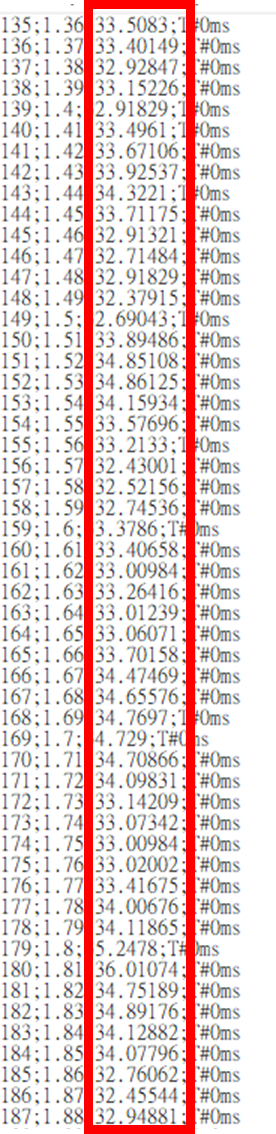 135;1.36 33.5083;T#0ms
136;1.37 33.40149;T#0ms
137;1.38 32.92847;T#0ms
138;1.39 33.15226;T#0ms
139;1.4; 2.91829;T#0ms
140;1.41 33.4961;T#0ms
141;1.42 33.67106;T#0ms
142;1.43 33.92537;T#0ms
143;1.44 34.3221;T#0ms
144;1.45 33.71175;T#0ms
145;1.46 32.91321;T#0ms
146;1.47 32.71484;T#0ms
147;1.48 32.91829;T#0ms
148;1.49 32.37915;T#0ms
149;1.5; 2.69043;T#0ms
150;1.51 33.89486;T#0ms
151;1.52 34.85108;T#0ms
152;1.53 34.86125;T#0ms
153;1.54 34.15934;T#0ms
154;1.55 33.57696;T#0ms
155;1.56 33.2133;T#0ms
156;1.57 32.43001;T#0ms
157;1.58 32.52156;T#0ms
158;1.59 32.74536;T#0ms
159;1.6; 3.3786;T#0ms
160;1.61 33.40658;T#0ms
161;1.62 33.00984;T#0ms
162;1.63 33.26416;T#0ms
163;1.64 33.01239;T#0ms
164;1.65 33.06071;T#0ms
165;1.66 33.70158;T#0ms
166;1.67 34.47469;T#0ms
167;1.68 34.65576;T#0ms
168;1.69 34.7697;T#0ms
169;1.7; 4.729;T#0ms
170;1.71 34.70866;T#0ms
171;1.72 34.09831;T#0ms
172;1.73 33.14209;T#0ms
173;1.74 33.07342;T#0ms
174;1.75 33.00984;T#0ms
175;1.76 33.02002;T#0ms
176;1.77 33.41675;T#0ms
177;1.78 34.00676;T#0ms
178;1.79 34.11865;T#0ms
179;1.8; 5.2478;T#0ms
180;1.81 36.01074;T#0ms
181;1.82 34.75189;T#0ms
182;1.83 34.89176;T#0ms
183;1.84 34.12882;T#0ms
184;1.85 34.07796;T#0ms
185;1.86 32.76062;T#0ms
186;1.87 32.45544;T#0ms
187;1.88 32.94881;T#0ms